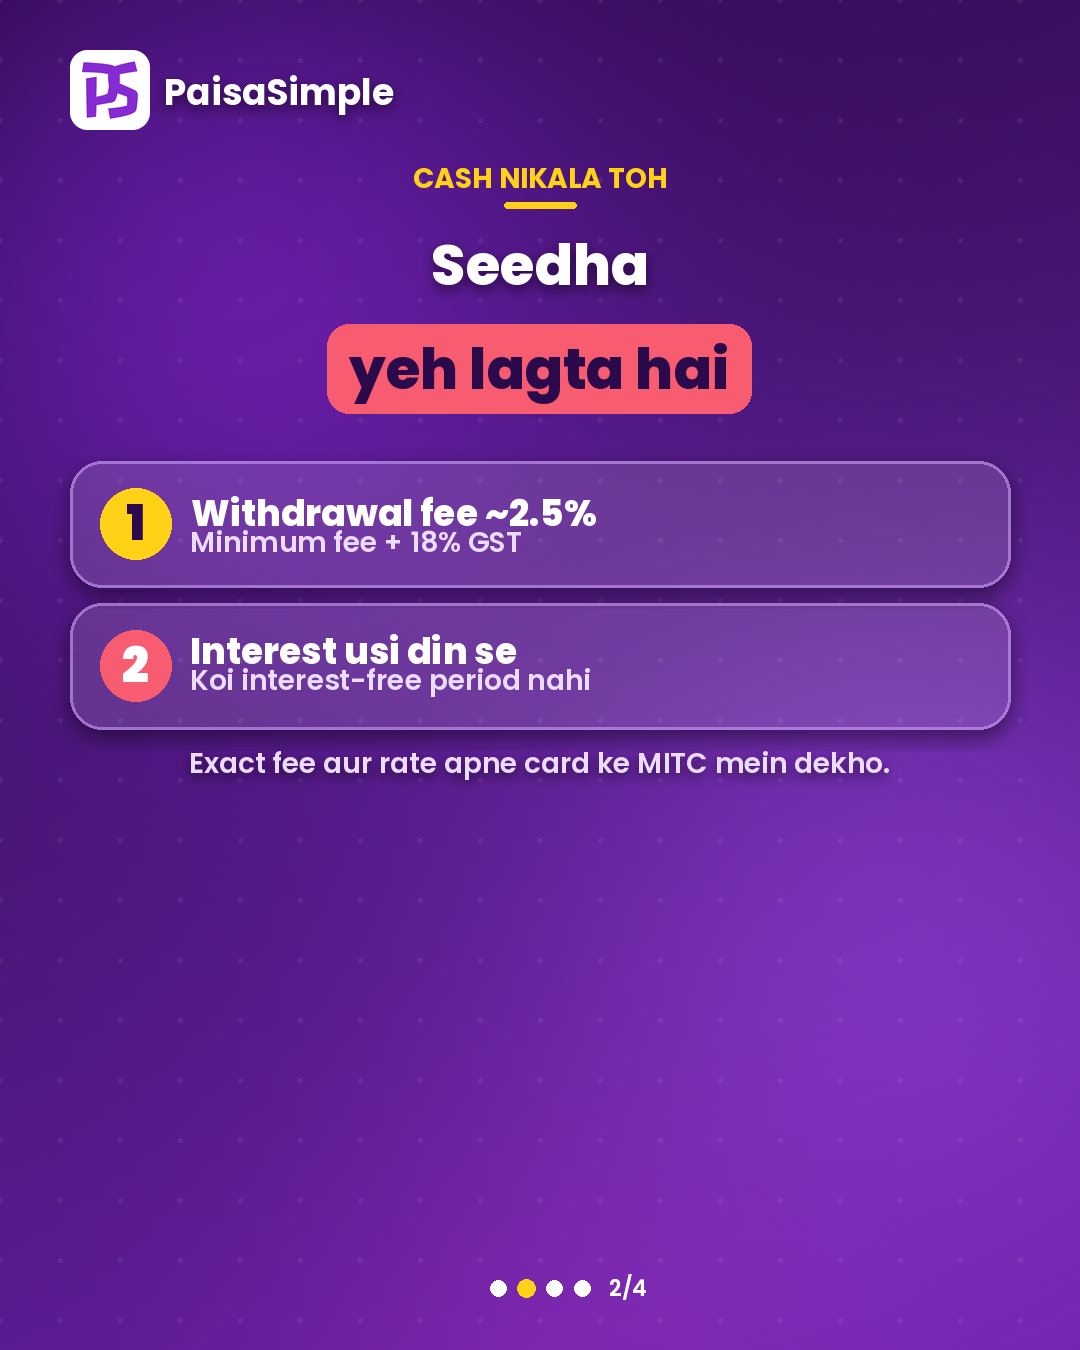 PS
PaisaSimple
CASH NIKALA TOH
Seedha
yeh lagta hai
1
Withdrawal fee ~2.5%
Minimum fee + 18% GST
2
Interest usi din se
Koi interest-free period nahi
Exact fee aur rate apne card ke MITC mein dekho.
2/4